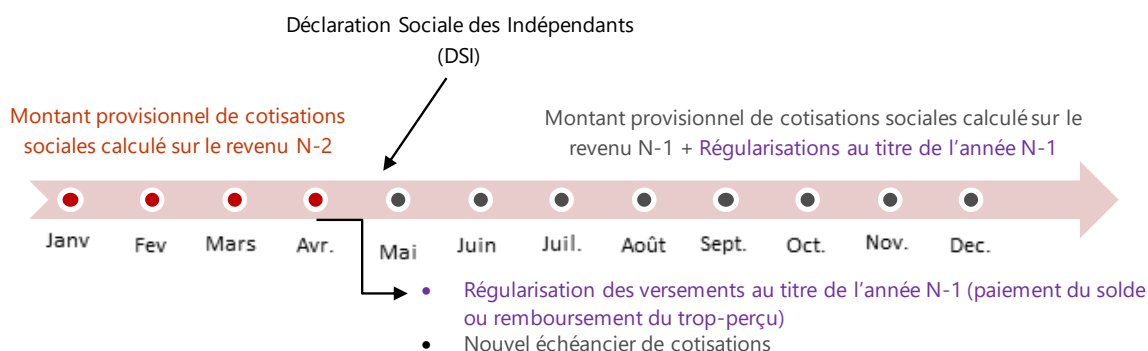 Déclaration Sociale des Indépendants
(DSI)
Montant provisionnel de cotisations
sociales calculé sur le revenu N-2
Montant provisionnel de cotisations sociales calculé sur le
revenu N-1 + Régularisations au titre de l'année N-1
Janv Fev Mars Avr. Mai Juin Juil. Août Sept. Oct. Nov. Dec.
• Régularisation des versements au titre de l'année N-1 (paiement du solde
ou remboursement du trop-perçu)
• Nouvel échéancier de cotisations